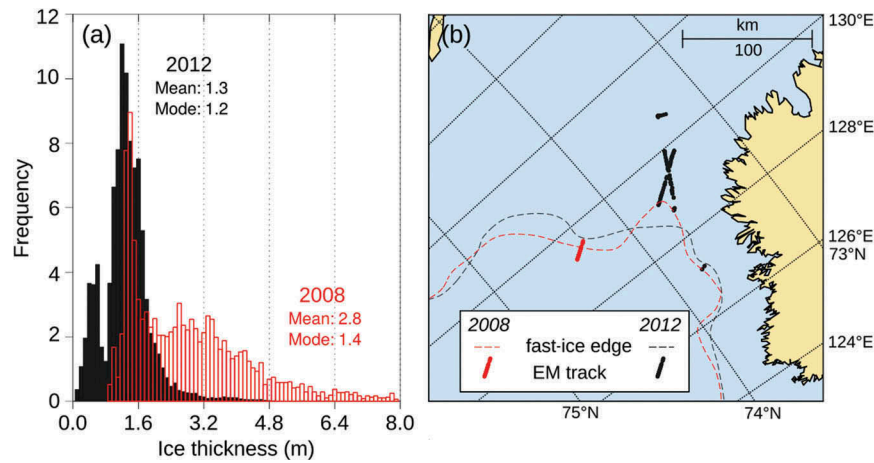 (a)
12
10
8
6
4
2
0
Frequency
2012
Mean: 1.3
Mode: 1.2
2008
Mean: 2.8
Mode: 1.4
0.0 1.6 3.2 4.8 6.4 8.0
Ice thickness (m)
(b)
km
100
130°E
128°E
126°E
73°N
124°E
2008 2012
fast-ice edge
EM track
75°N 74°N